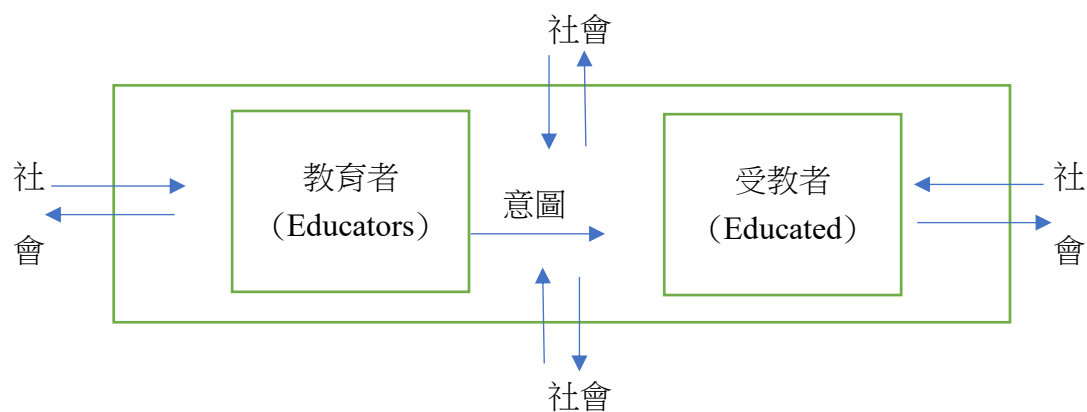 社會
教育者
（Educators）
意圖
受教者
（Educated）
社
會
社
會
社會